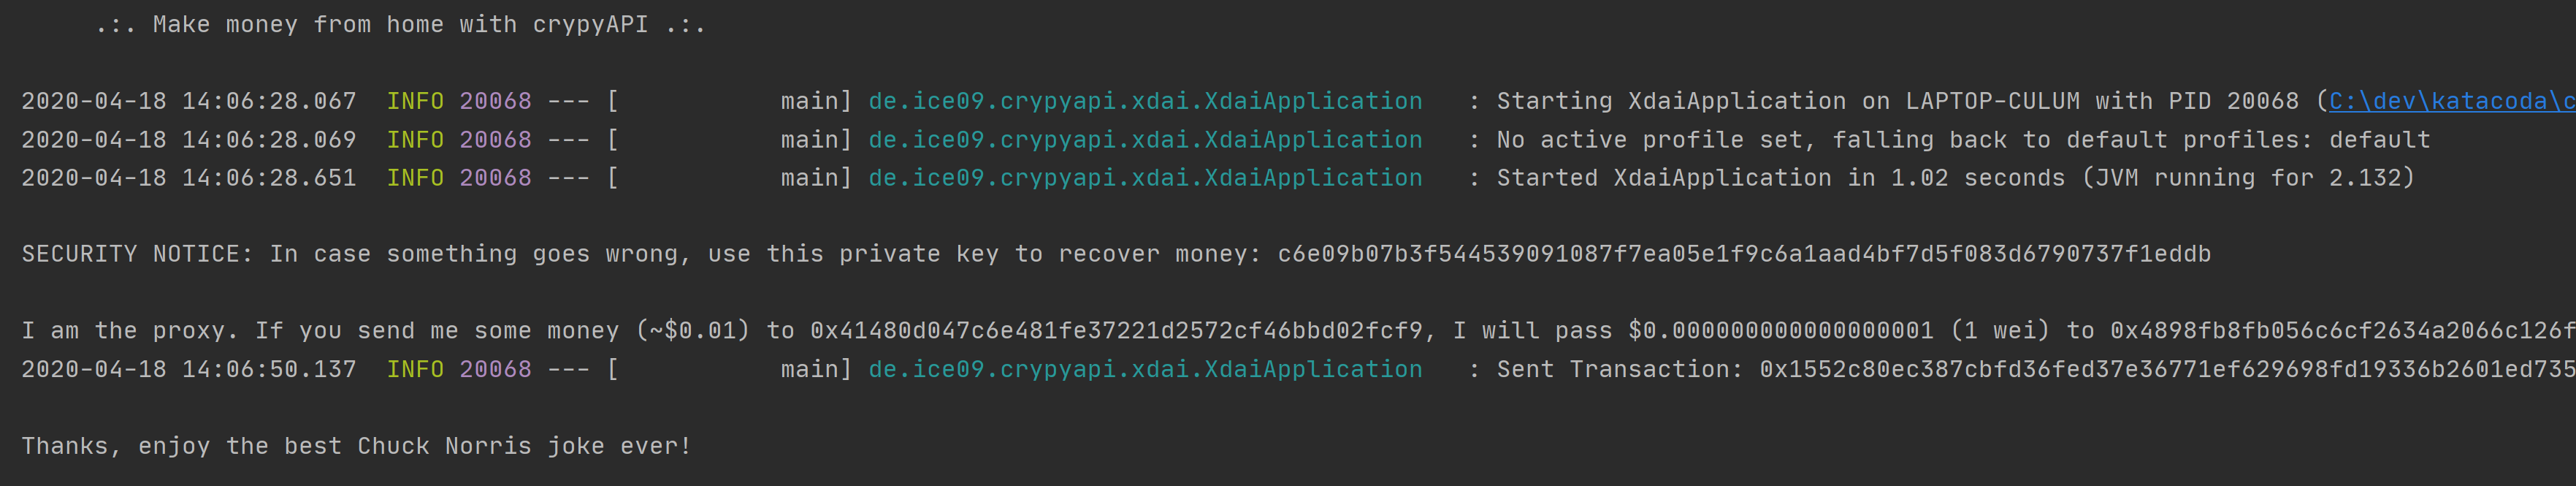 .:. Make money from home with crypyAPI .:.
2020-04-18 14:06:28.067  INFO 20068 --- [           main] de.ice09.crypyapi.xdai.XdaiApplication   : Starting XdaiApplication on LAPTOP-CULUM with PID 20068 (C:\dev\katacoda\c
2020-04-18 14:06:28.069  INFO 20068 --- [           main] de.ice09.crypyapi.xdai.XdaiApplication   : No active profile set, falling back to default profiles: default
2020-04-18 14:06:28.651  INFO 20068 --- [           main] de.ice09.crypyapi.xdai.XdaiApplication   : Started XdaiApplication in 1.02 seconds (JVM running for 2.132)
SECURITY NOTICE: In case something goes wrong, use this private key to recover money: c6e09b07b3f544539091087f7ea05e1f9c6a1aad4bf7d5f083d6790737f1eddb
I am the proxy. If you send me some money (~$0.01) to 0x41480d047c6e481fe37221d2572cf46bbd02fcf9, I will pass $0.000000000000000001 (1 wei) to 0x4898fb8fb056c6cf2634a2066c126f
2020-04-18 14:06:50.137  INFO 20068 --- [           main] de.ice09.crypyapi.xdai.XdaiApplication   : Sent Transaction: 0x1552c80ec387cbfd36fed37e36771ef629698fd19336b2601ed735
Thanks, enjoy the best Chuck Norris joke ever!